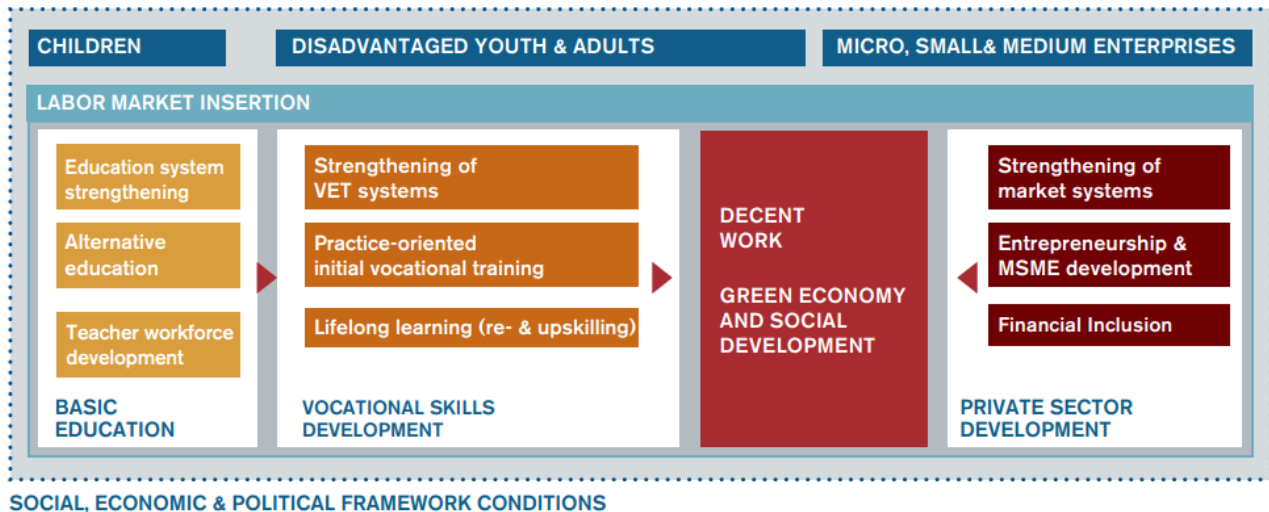 CHILDREN
DISADVANTAGED YOUTH & ADULTS
MICRO, SMALL& MEDIUM ENTERPRISES
LABOR MARKET INSERTION
Education system
strengthening
Alternative
education
Teacher workforce
development
BASIC
EDUCATION
Strengthening of
VET systems
Practice-oriented
initial vocational training
Lifelong learning (re- & upskilling)
VOCATIONAL SKILLS
DEVELOPMENT
DECENT
WORK
GREEN ECONOMY
AND SOCIAL
DEVELOPMENT
Strengthening of
market systems
Entrepreneurship &
MSME development
Financial Inclusion
PRIVATE SECTOR
DEVELOPMENT
SOCIAL, ECONOMIC & POLITICAL FRAMEWORK CONDITIONS